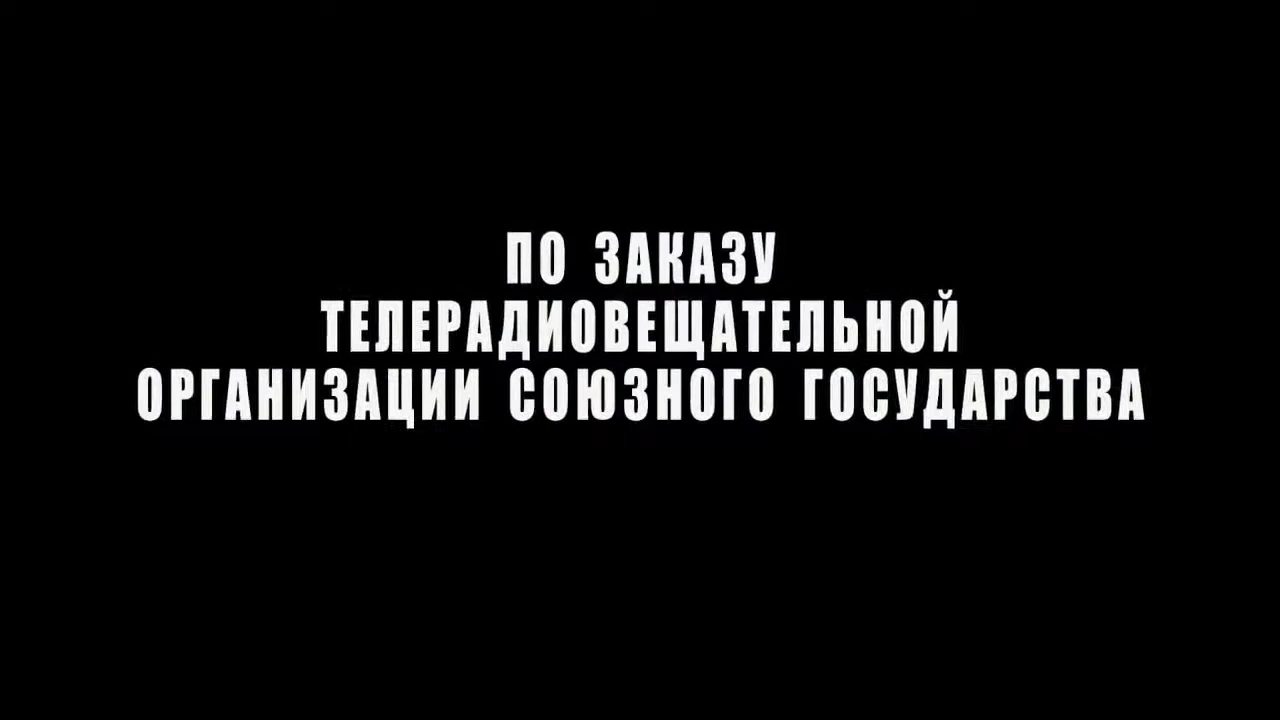 ПО ЗАКАЗУ
ТЕЛЕРАДИОВЕЩАТЕЛЬНОЙ
ОРГАНИЗАЦИИ СОЮЗНОГО ГОСУДАРСТВА